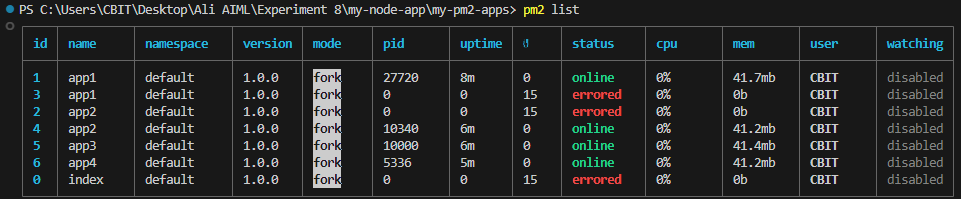 PS C:\Users\CBIT\Desktop\Ali AIML\Experiment 8\my-node-app\my-pm2-apps> pm2 list
id name namespace version mode pid uptime ↺ status cpu mem user watching
1 app1 default 1.0.0 fork 27720 8m 0 online 0% 41.7mb CBIT disabled
3 app1 default 1.0.0 fork 0 0 15 errored 0% 0b CBIT disabled
2 app2 default 1.0.0 fork 0 0 15 errored 0% 0b CBIT disabled
4 app2 default 1.0.0 fork 10340 6m 0 online 0% 41.2mb CBIT disabled
5 app3 default 1.0.0 fork 10000 6m 0 online 0% 41.4mb CBIT disabled
6 app4 default 1.0.0 fork 5336 5m 0 online 0% 41.2mb CBIT disabled
0 index default 1.0.0 fork 0 0 15 errored 0% 0b CBIT disabled